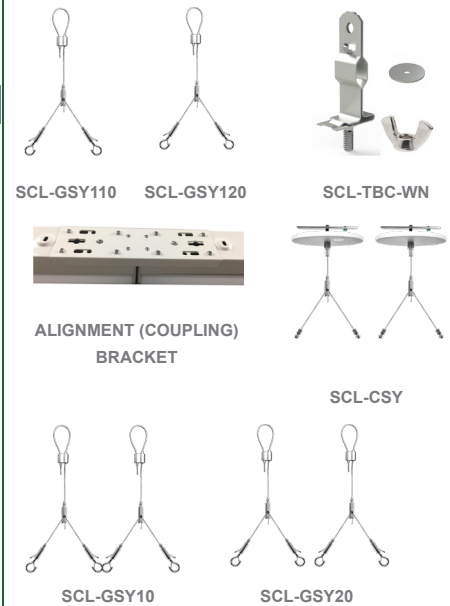 SCL-GSY110
SCL-GSY120
SCL-TBC-WN
ALIGNMENT (COUPLING)
BRACKET
SCL-CSY
SCL-GSY10
SCL-GSY20